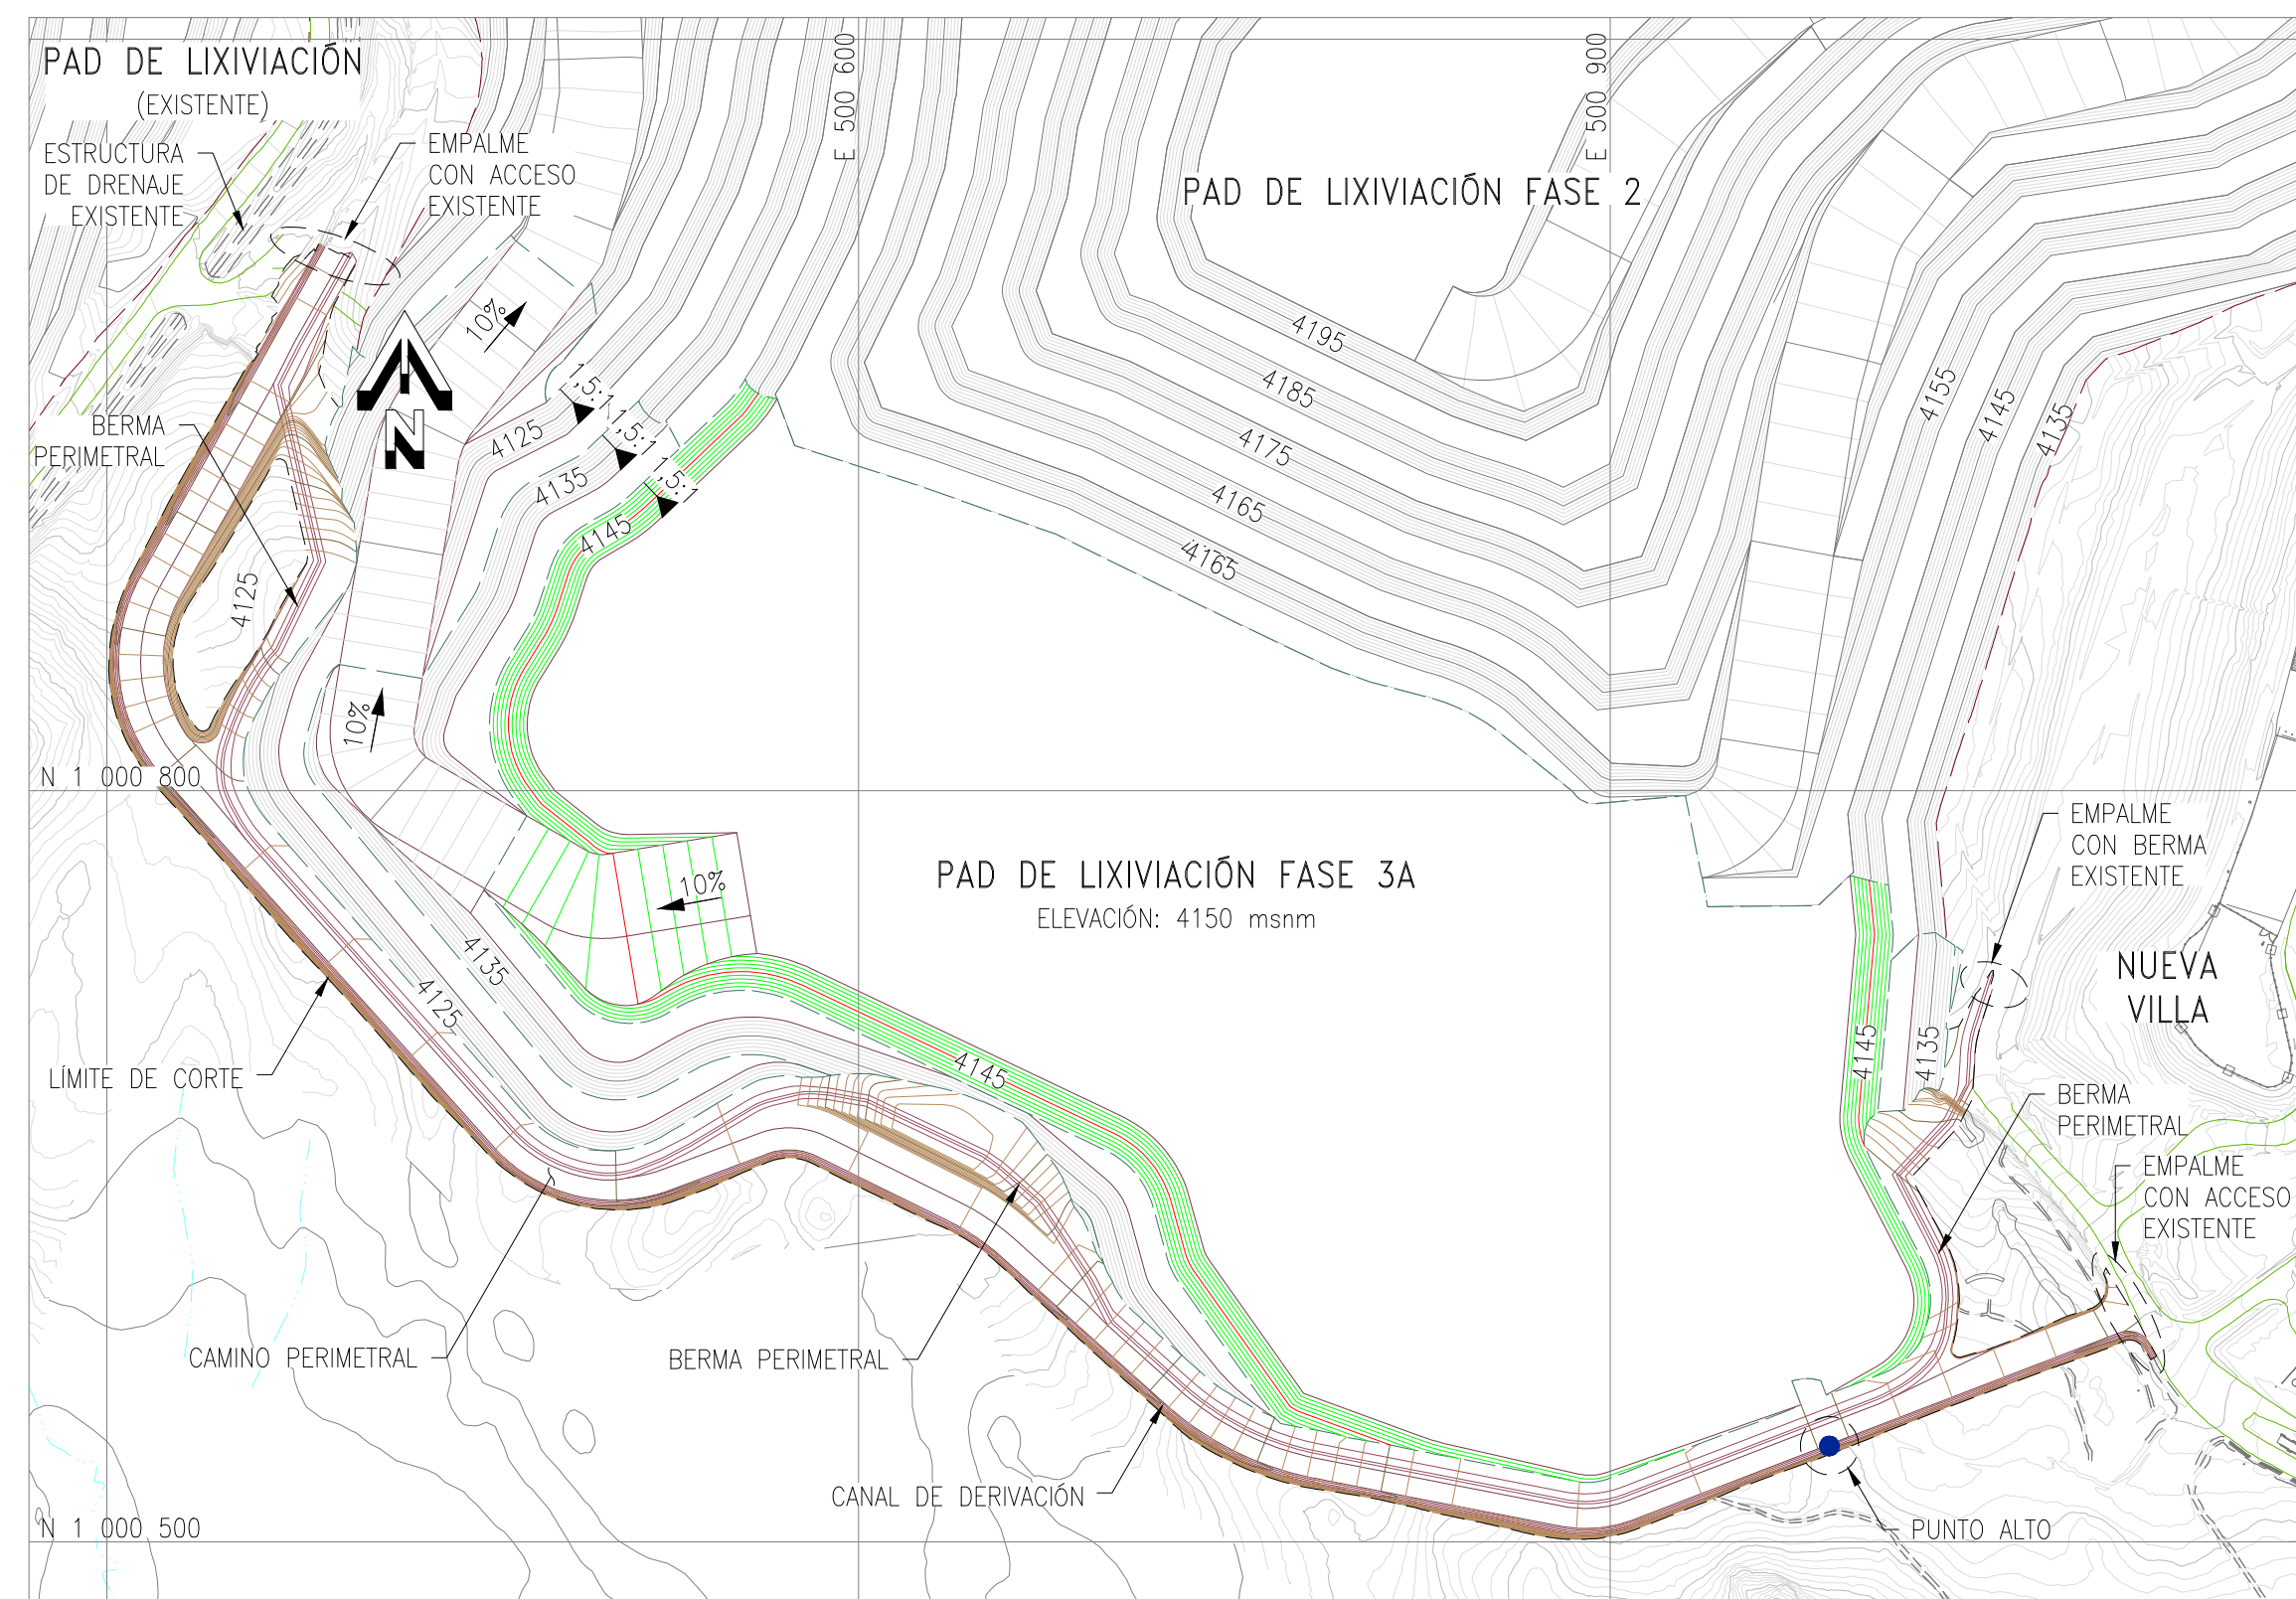 PAD DE LIXIVIACIÓN
(EXISTENTE)
ESTRUCTURA
DE DRENAJE
EXISTENTE
EMPALME
CON ACCESO
EXISTENTE
E 500 600
E 500 900
PAD DE LIXIVIACIÓN FASE 2
10%
N
BERMA
PERIMETRAL
1,5:1
1,5:1
1,5:1
4125
4135
4145
4125
4195
4185
4175
4165
4165
4155
4145
4135
10%
N 1 000 800
PAD DE LIXIVIACIÓN FASE 3A
ELEVACIÓN: 4150 msnm
10%
EMPALME
CON BERMA
EXISTENTE
NUEVA
VILLA
4135
4125
4145
4145
4135
LÍMITE DE CORTE
BERMA
PERIMETRAL
EMPALME
CON ACCESO
EXISTENTE
CAMINO PERIMETRAL
BERMA PERIMETRAL
CANAL DE DERIVACIÓN
N 1 000 500
PUNTO ALTO